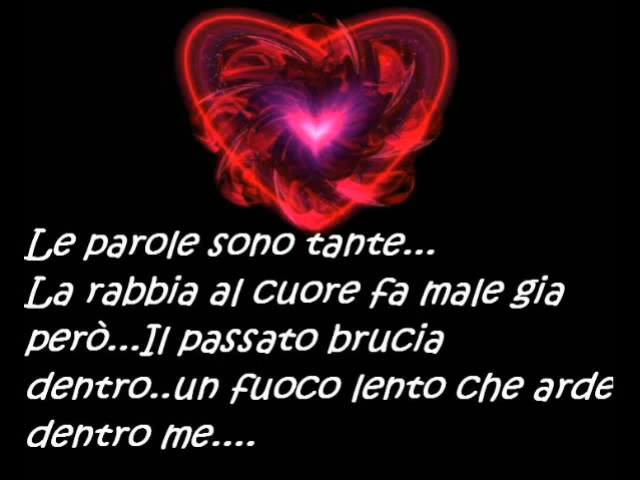 Le parole sono tante...
La rabbia al cuore fa male gia
però...Il passato brucia
dentro..un fuoco lento che arde
dentro me....